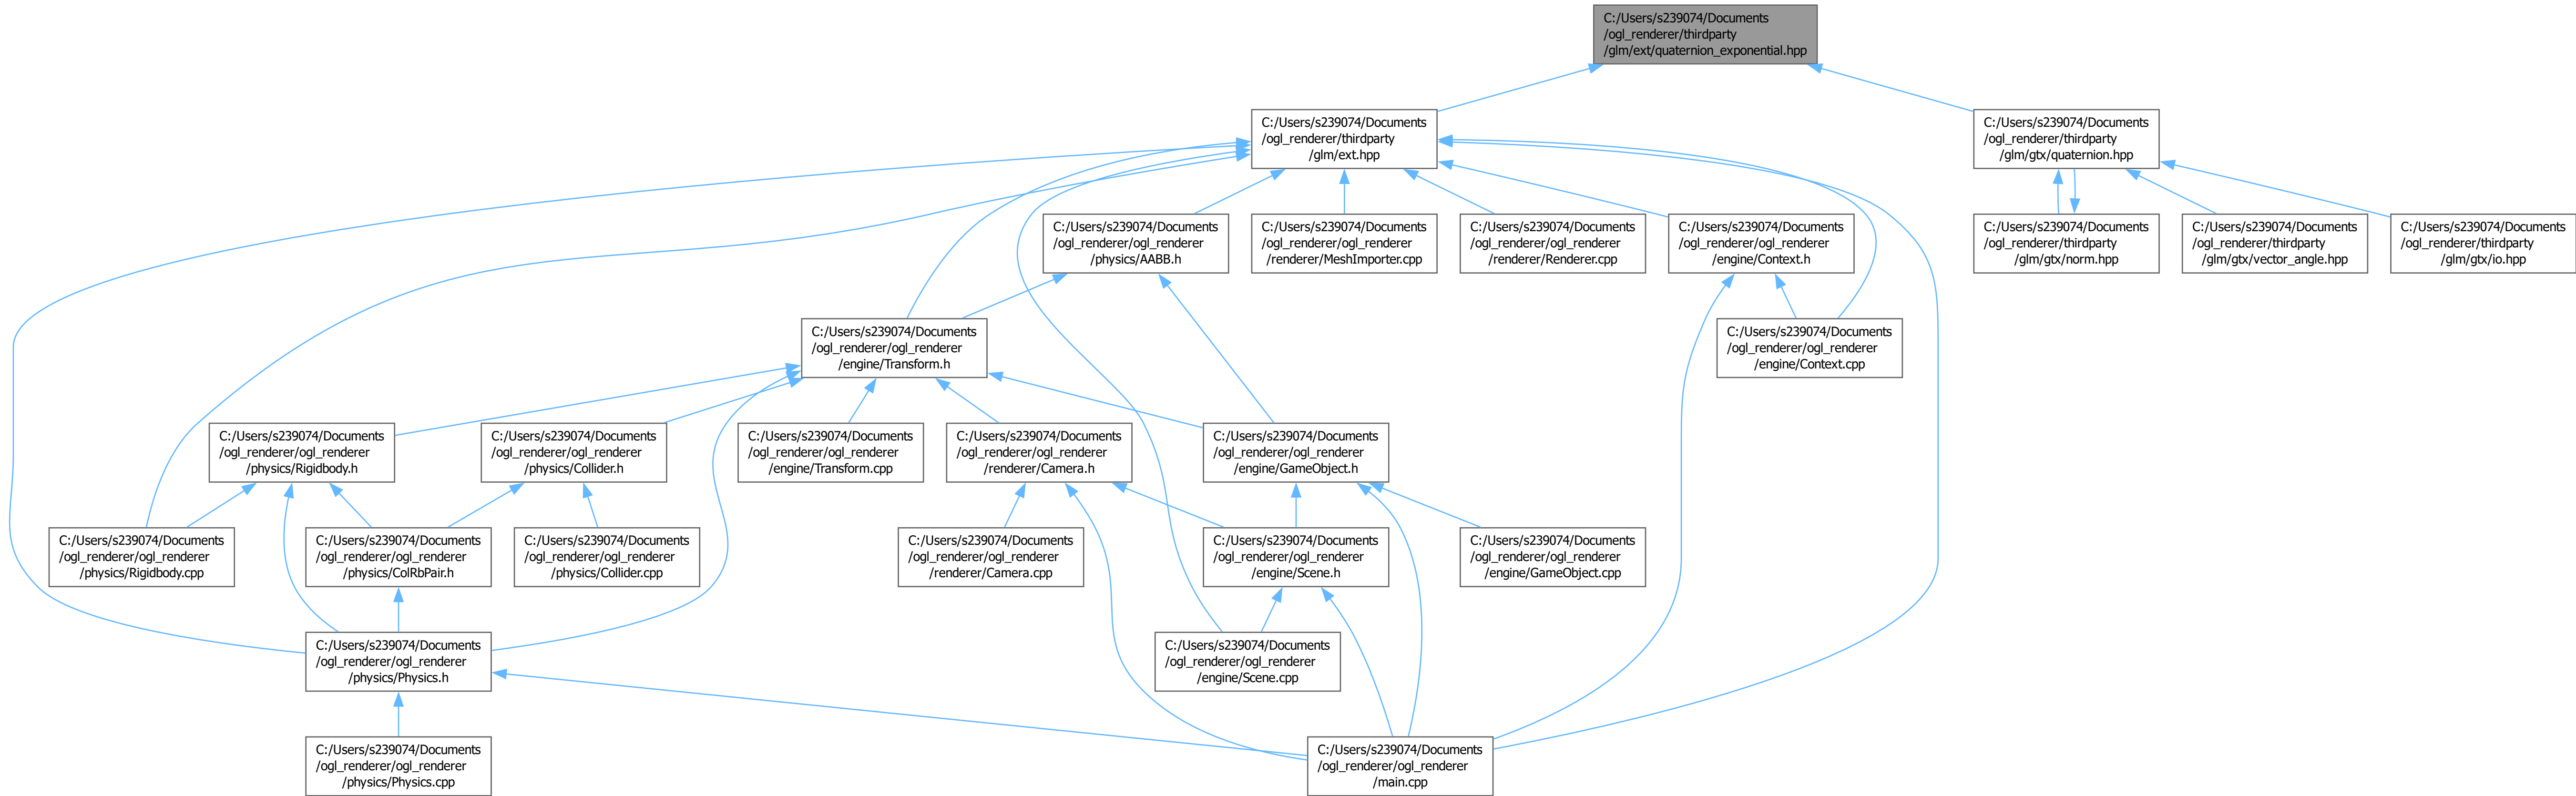 C:/Users/s239074/Documents
/ogl_renderer/thirdparty
/glm/ext/quaternion_exponential.hpp
C:/Users/s239074/Documents
/ogl_renderer/thirdparty
/glm/ext.hpp
C:/Users/s239074/Documents
/ogl_renderer/thirdparty
/glm/gtx/quaternion.hpp
C:/Users/s239074/Documents
/ogl_renderer/ogl_renderer
/physics/AABB.h
C:/Users/s239074/Documents
/ogl_renderer/ogl_renderer
/renderer/MeshImporter.cpp
C:/Users/s239074/Documents
/ogl_renderer/ogl_renderer
/renderer/Renderer.cpp
C:/Users/s239074/Documents
/ogl_renderer/ogl_renderer
/engine/Context.h
C:/Users/s239074/Documents
/ogl_renderer/thirdparty
/glm/gtx/norm.hpp
C:/Users/s239074/Documents
/ogl_renderer/thirdparty
/glm/gtx/vector_angle.hpp
C:/Users/s239074/Documents
/ogl_renderer/thirdparty
/glm/gtx/io.hpp
C:/Users/s239074/Documents
/ogl_renderer/ogl_renderer
/engine/Transform.h
C:/Users/s239074/Documents
/ogl_renderer/ogl_renderer
/engine/Context.cpp
C:/Users/s239074/Documents
/ogl_renderer/ogl_renderer
/physics/Rigidbody.h
C:/Users/s239074/Documents
/ogl_renderer/ogl_renderer
/physics/Collider.h
C:/Users/s239074/Documents
/ogl_renderer/ogl_renderer
/engine/Transform.cpp
C:/Users/s239074/Documents
/ogl_renderer/ogl_renderer
/renderer/Camera.h
C:/Users/s239074/Documents
/ogl_renderer/ogl_renderer
/engine/GameObject.h
C:/Users/s239074/Documents
/ogl_renderer/ogl_renderer
/physics/Rigidbody.cpp
C:/Users/s239074/Documents
/ogl_renderer/ogl_renderer
/physics/ColRbPair.h
C:/Users/s239074/Documents
/ogl_renderer/ogl_renderer
/physics/Collider.cpp
C:/Users/s239074/Documents
/ogl_renderer/ogl_renderer
/renderer/Camera.cpp
C:/Users/s239074/Documents
/ogl_renderer/ogl_renderer
/engine/Scene.h
C:/Users/s239074/Documents
/ogl_renderer/ogl_renderer
/engine/GameObject.cpp
C:/Users/s239074/Documents
/ogl_renderer/ogl_renderer
/physics/Physics.h
C:/Users/s239074/Documents
/ogl_renderer/ogl_renderer
/engine/Scene.cpp
C:/Users/s239074/Documents
/ogl_renderer/ogl_renderer
/physics/Physics.cpp
C:/Users/s239074/Documents
/ogl_renderer/ogl_renderer
/main.cpp